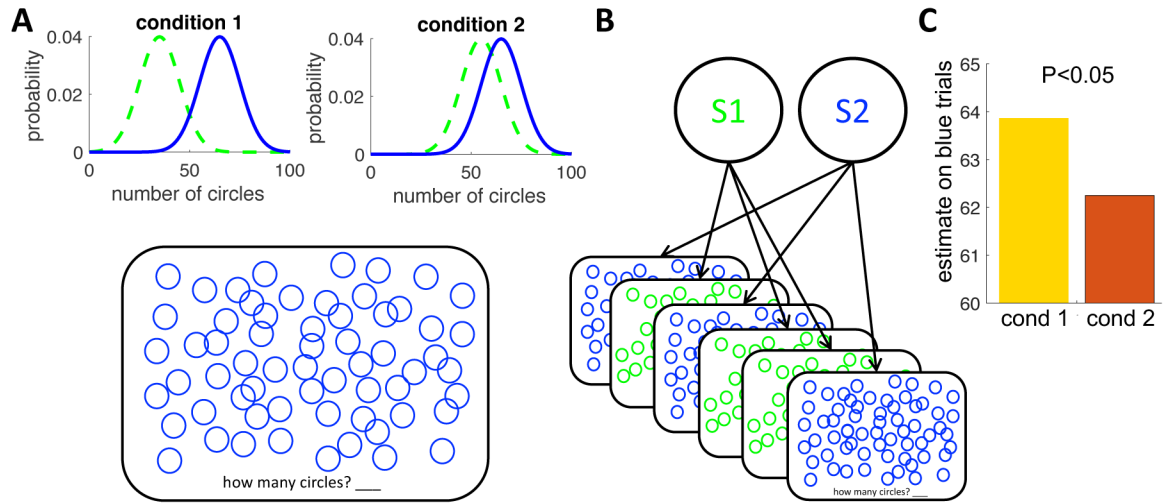 A
condition 1
0.04
0.02
0
probability
0
50
100
number of circles
condition 2
0.04
0.02
0
probability
0
50
100
number of circles
how many circles? ___
B
S1
S2
how many circles? ___
C
P<0.05
65
64
63
62
61
60
estimate on blue trials
cond 1
cond 2